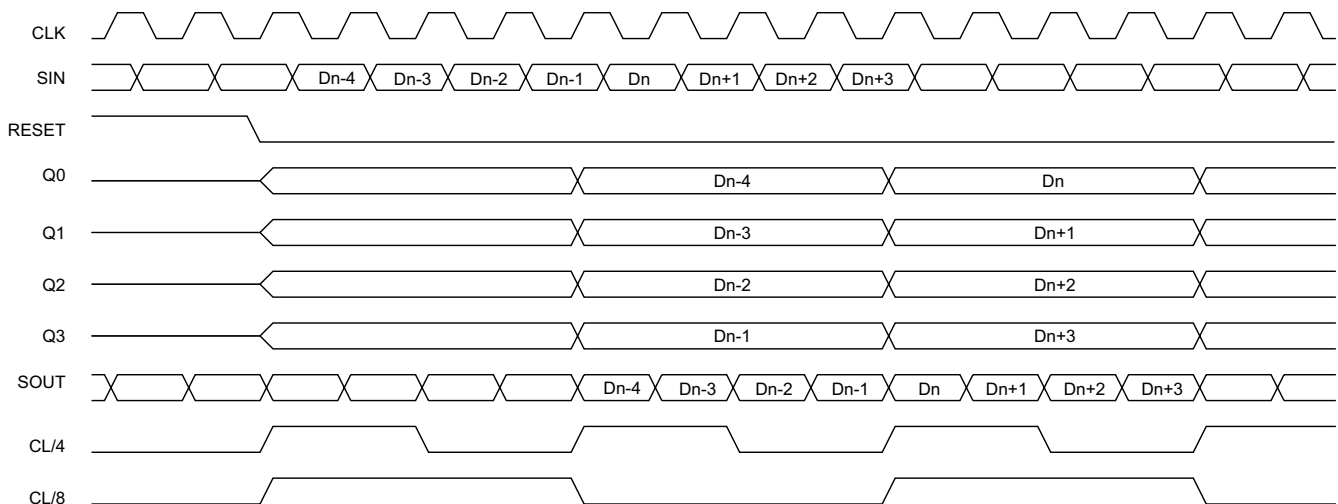 CLK
SIN Dn-4 Dn-3 Dn-2 Dn-1 Dn Dn+1 Dn+2 Dn+3
RESET
Q0 Dn-4 Dn
Q1 Dn-3 Dn+1
Q2 Dn-2 Dn+2
Q3 Dn-1 Dn+3
SOUT Dn-4 Dn-3 Dn-2 Dn-1 Dn Dn+1 Dn+2 Dn+3
CL/4
CL/8